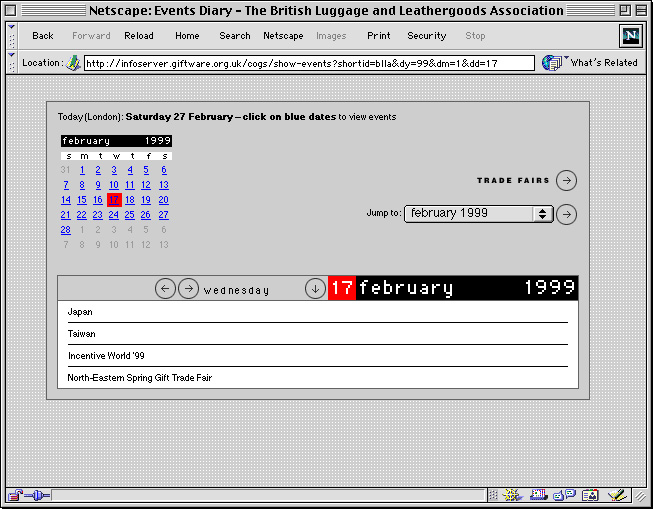 Netscape: Events Diary - The British Luggage and Leathergoods Association
Back Forward Reload Home Search Netscape Images Print Security Stop
Location: http://infoserver.giftware.org.uk/cogs/show-events?shortid=blla&dy=99&dm=1&dd=17 What's Related
Today (London): Saturday 27 February – click on blue dates to view events
february 1999
s m t w t f s
31 1 2 3 4 5 6
7 8 9 10 11 12 13
14 15 16 17 18 19 20
21 22 23 24 25 26 27
28 1 2 3 4 5 6
7 8 9 10 11 12 13
TRADE FAIRS
Jump to: february 1999
wednesday 17 february 1999
Japan
Taiwan
Incentive World '99
North-Eastern Spring Gift Trade Fair